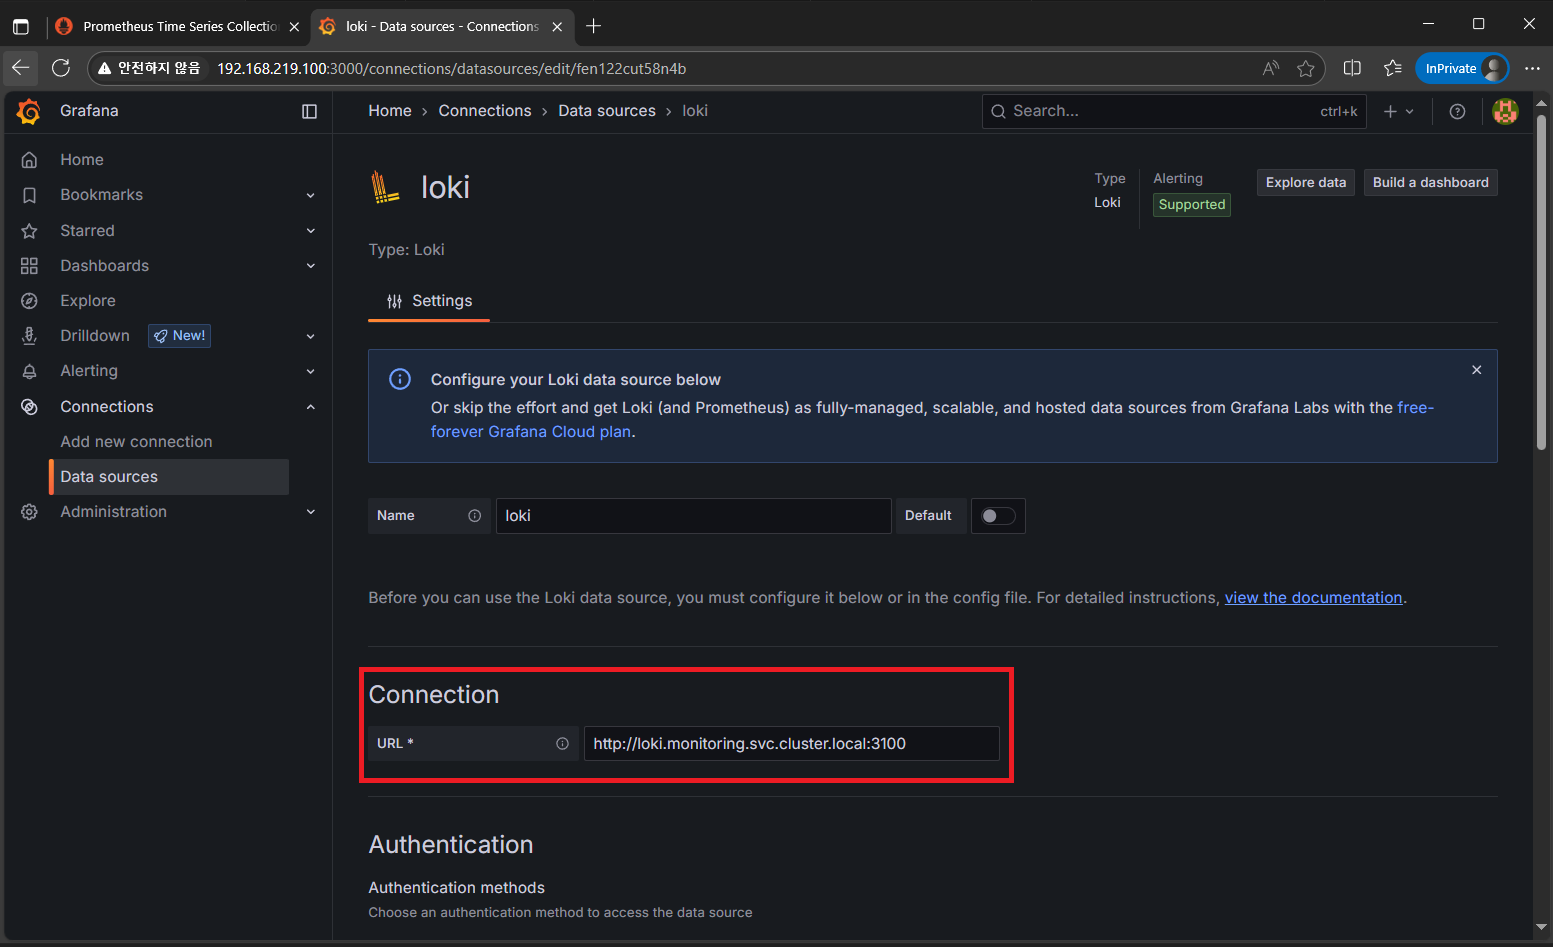 Prometheus Time Series Collectio
loki - Data sources - Connections
안전하지 않음
192.168.219.100:3000/connections/datasources/edit/fen122cut58n4b
InPrivate
Grafana
Home › Connections › Data sources › loki
Search...
ctrl+k
Home
Bookmarks
Starred
Dashboards
Explore
Drilldown
New!
Alerting
Connections
Add new connection
Data sources
Administration
loki
Type
Loki
Alerting
Supported
Explore data
Build a dashboard
Type: Loki
Settings
Configure your Loki data source below
Or skip the effort and get Loki (and Prometheus) as fully-managed, scalable, and hosted data sources from Grafana Labs with the free-
forever Grafana Cloud plan.
Name
loki
Default
Before you can use the Loki data source, you must configure it below or in the config file. For detailed instructions, view the documentation.
Connection
URL *
http://loki.monitoring.svc.cluster.local:3100
Authentication
Authentication methods
Choose an authentication method to access the data source